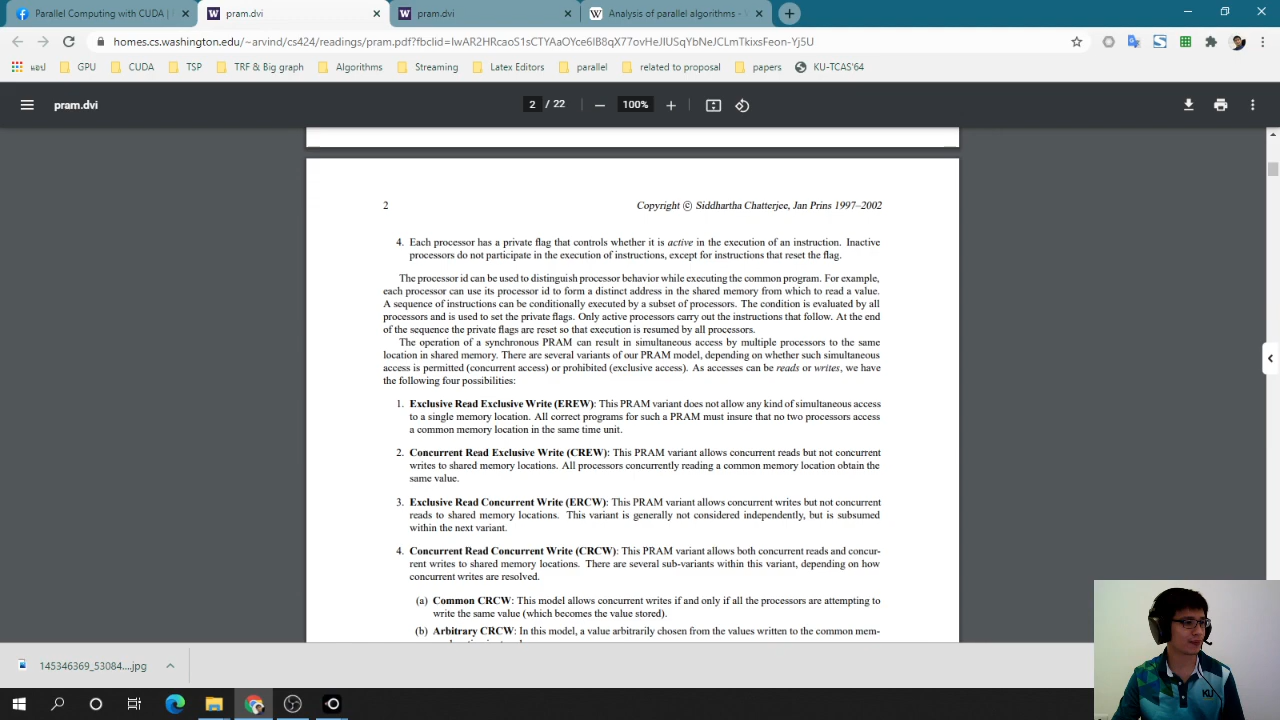 Parallel Computing with CUDA |
pram.dvi
pram.dvi
Analysis of parallel algorithms -
homes.cs.washington.edu/~arvind/cs424/readings/pram.pdf?fbclid=IwAR2HRcaoS1sCTYAaOYce6IB8qX77ovHeJIUSqYbNeJCLmTkixsFeon-Yj5U
แอป
GPU
CUDA
TSP
TRF & Big graph
Algorithms
Streaming
Latex Editors
parallel
related to proposal
papers
KU-TCAS'64
pram.dvi
2 / 22
100%
2
Copyright © Siddhartha Chatterjee, Jan Prins 1997–2002
4. Each processor has a private flag that controls whether it is active in the execution of an instruction. Inactive
processors do not participate in the execution of instructions, except for instructions that reset the flag.
The processor id can be used to distinguish processor behavior while executing the common program. For example,
each processor can use its processor id to form a distinct address in the shared memory from which to read a value.
A sequence of instructions can be conditionally executed by a subset of processors. The condition is evaluated by all
processors and is used to set the private flags. Only active processors carry out the instructions that follow. At the end
of the sequence the private flags are reset so that execution is resumed by all processors.
The operation of a synchronous PRAM can result in simultaneous access by multiple processors to the same
location in shared memory. There are several variants of our PRAM model, depending on whether such simultaneous
access is permitted (concurrent access) or prohibited (exclusive access). As accesses can be reads or writes, we have
the following four possibilities:
1. Exclusive Read Exclusive Write (EREW): This PRAM variant does not allow any kind of simultaneous access
to a single memory location. All correct programs for such a PRAM must insure that no two processors access
a common memory location in the same time unit.
2. Concurrent Read Exclusive Write (CREW): This PRAM variant allows concurrent reads but not concurrent
writes to shared memory locations. All processors concurrently reading a common memory location obtain the
same value.
3. Exclusive Read Concurrent Write (ERCW): This PRAM variant allows concurrent writes but not concurrent
reads to shared memory locations. This variant is generally not considered independently, but is subsumed
within the next variant.
4. Concurrent Read Concurrent Write (CRCW): This PRAM variant allows both concurrent reads and concur-
rent writes to shared memory locations. There are several sub-variants within this variant, depending on how
concurrent writes are resolved.
(a) Common CRCW: This model allows concurrent writes if and only if all the processors are attempting to
write the same value (which becomes the value stored).
(b) Arbitrary CRCW: In this model, a value arbitrarily chosen from the values written to the common mem-
145346369_53084....jpg
KU